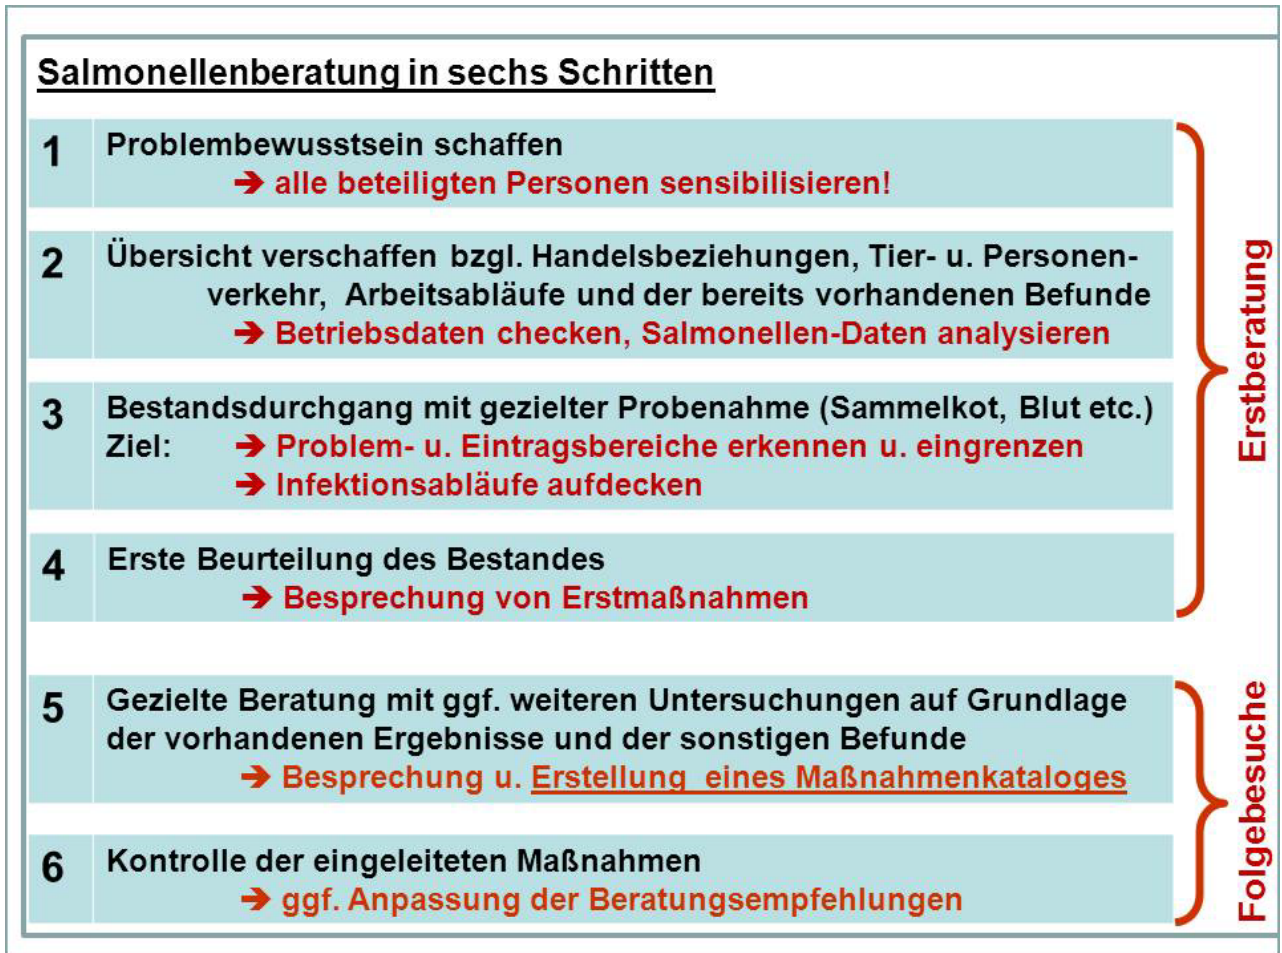 Salmonellenberatung in sechs Schritten
1 Problembewusstsein schaffen
➔ alle beteiligten Personen sensibilisieren!
2 Übersicht verschaffen bzgl. Handelsbeziehungen, Tier- u. Personen-
verkehr, Arbeitsabläufe und der bereits vorhandenen Befunde
➔ Betriebsdaten checken, Salmonellen-Daten analysieren
3 Bestandsdurchgang mit gezielter Probenahme (Sammelkot, Blut etc.)
Ziel: ➔ Problem- u. Eintragsbereiche erkennen u. eingrenzen
➔ Infektionsabläufe aufdecken
4 Erste Beurteilung des Bestandes
➔ Besprechung von Erstmaßnahmen
Erstberatung
5 Gezielte Beratung mit ggf. weiteren Untersuchungen auf Grundlage
der vorhandenen Ergebnisse und der sonstigen Befunde
➔ Besprechung u. Erstellung eines Maßnahmenkataloges
6 Kontrolle der eingeleiteten Maßnahmen
➔ ggf. Anpassung der Beratungsempfehlungen
Folgebesuche